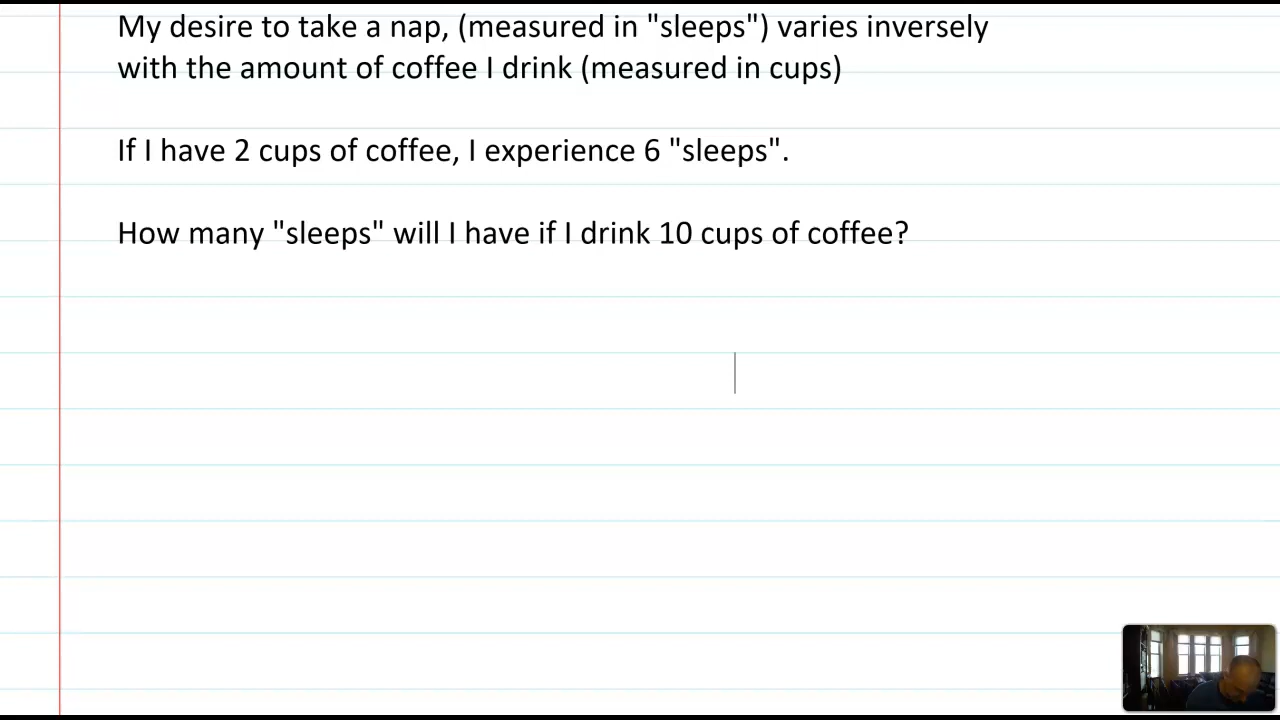 My desire to take a nap, (measured in "sleeps") varies inversely
with the amount of coffee I drink (measured in cups)
If I have 2 cups of coffee, I experience 6 "sleeps".
How many "sleeps" will I have if I drink 10 cups of coffee?